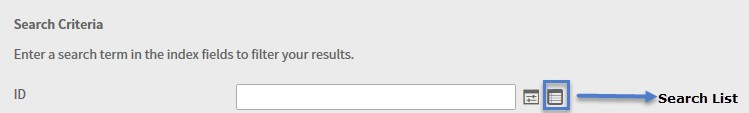 Search Criteria
Enter a search term in the index fields to filter your results.
ID
Search List